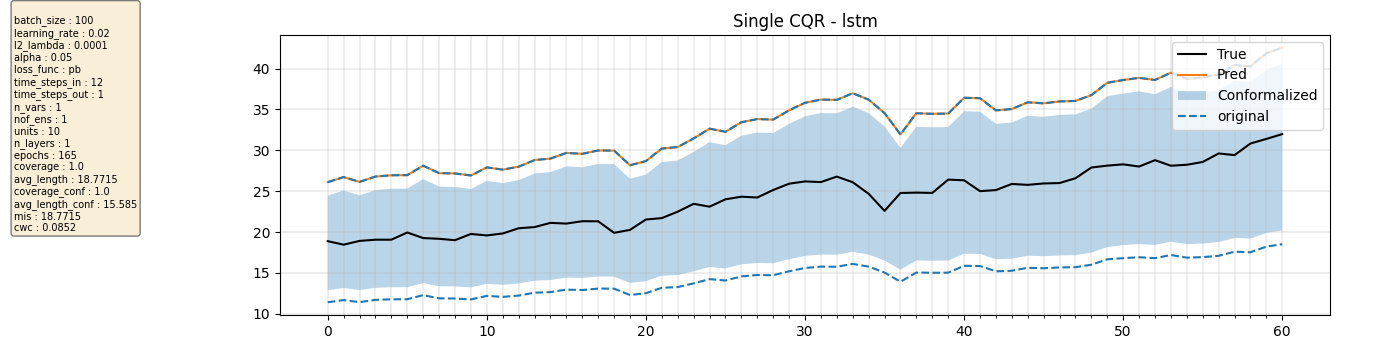 batch_size : 100
learning_rate : 0.02
l2_lambda : 0.0001
alpha : 0.05
loss_func : pb
time_steps_in : 12
time_steps_out : 1
n_vars : 1
nof_ens : 1
units : 10
n_layers : 1
epochs : 165
coverage : 1.0
avg_length : 18.7715
coverage_conf : 1.0
avg_length_conf : 15.585
mis : 18.7715
cwc : 0.0852
Single CQR - lstm
True
Pred
Conformalized
original
40
35
30
25
20
15
10
0 10 20 30 40 50 60